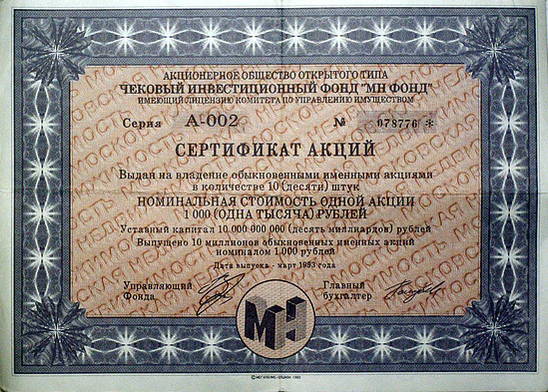 АКЦИОНЕРНОЕ ОБЩЕСТВО ОТКРЫТОГО ТИПА
ЧЕКОВЫЙ ИНВЕСТИЦИОННЫЙ ФОНД "МН ФОНД"
ИМЕЮЩИЙ ЛИЦЕНЗИЮ КОМИТЕТА ПО УПРАВЛЕНИЮ ИМУЩЕСТВОМ
Серия А-002 № 078776 *
СЕРТИФИКАТ АКЦИЙ
Выдан на владение обыкновенными именными акциями
в количестве 10 (десяти) штук
НОМИНАЛЬНАЯ СТОИМОСТЬ ОДНОЙ АКЦИИ
1 000 (ОДНА ТЫСЯЧА) РУБЛЕЙ
Уставный капитал 10.000 000 000 (десять миллиардов) рублей
Выпущено 10 миллионов обыкновенных именных акций
номиналом 1.000 рублей
Дата выпуска - март 1993 года
Управляющий Фонда
Главный бухгалтер
МН
МОСКОВСКАЯ НЕДВИЖИМОСТЬ